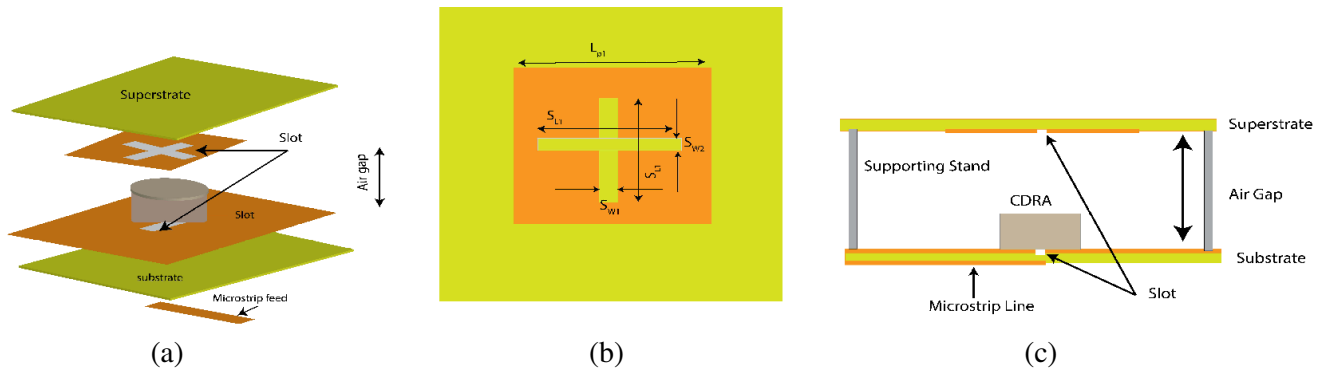 Superstrate
Slot
Air gap
Slot
substrate
Microstrip feed
(a)
Lp1
SL1
SW2
SL1
SW1
(b)
Superstrate
Supporting Stand
Air Gap
CDRA
Substrate
Microstrip Line
Slot
(c)